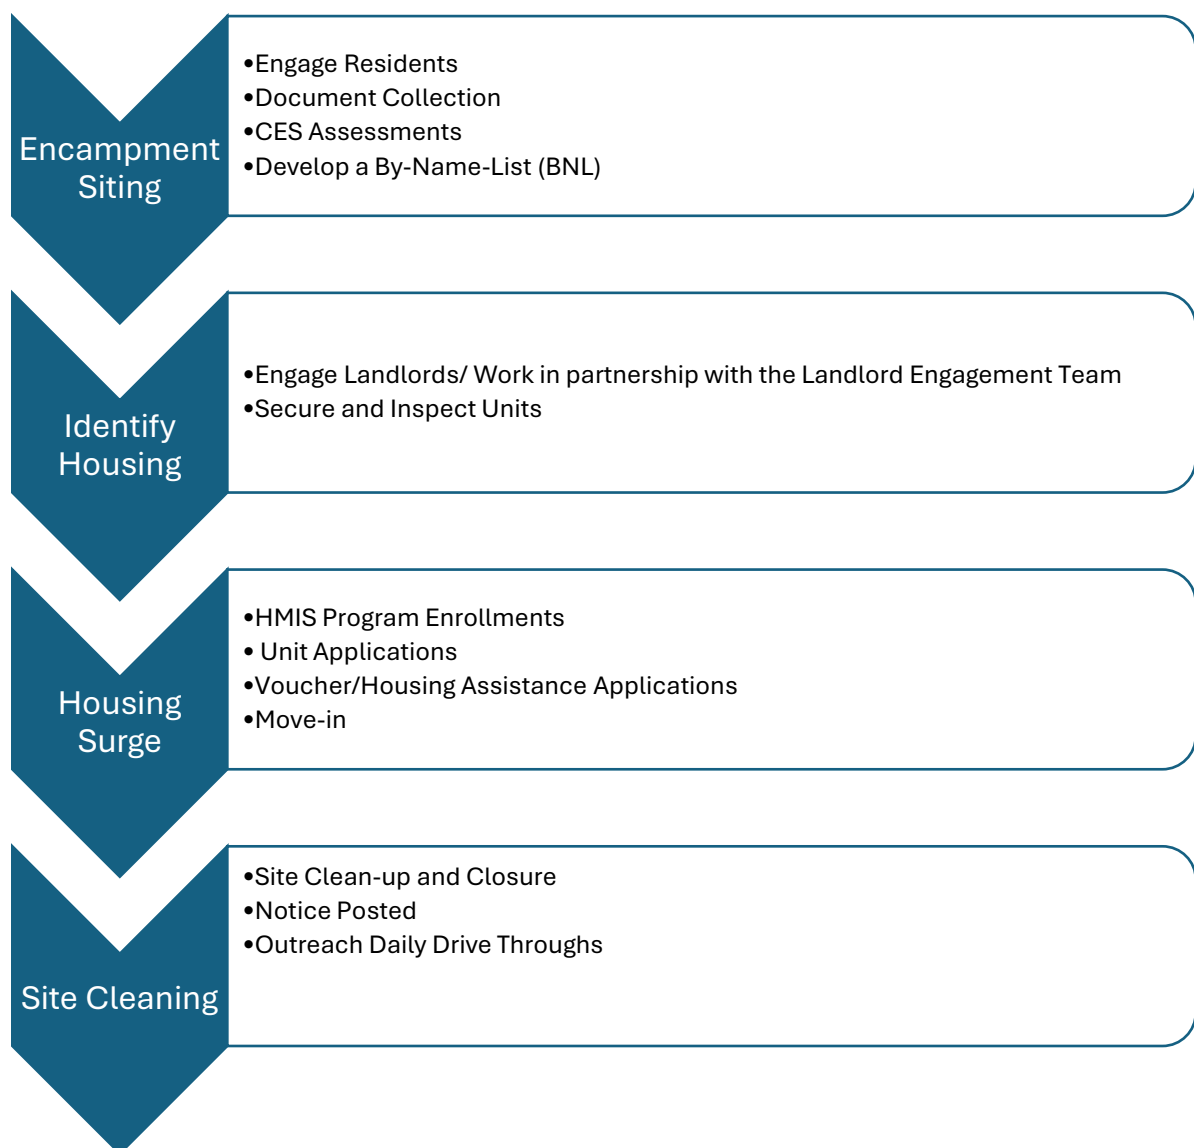 Encampment
Siting
•Engage Residents
•Document Collection
•CES Assessments
•Develop a By-Name-List (BNL)
Identify
Housing
•Engage Landlords/ Work in partnership with the Landlord Engagement Team
•Secure and Inspect Units
Housing
Surge
•HMIS Program Enrollments
• Unit Applications
•Voucher/Housing Assistance Applications
•Move-in
Site Cleaning
•Site Clean-up and Closure
•Notice Posted
•Outreach Daily Drive Throughs